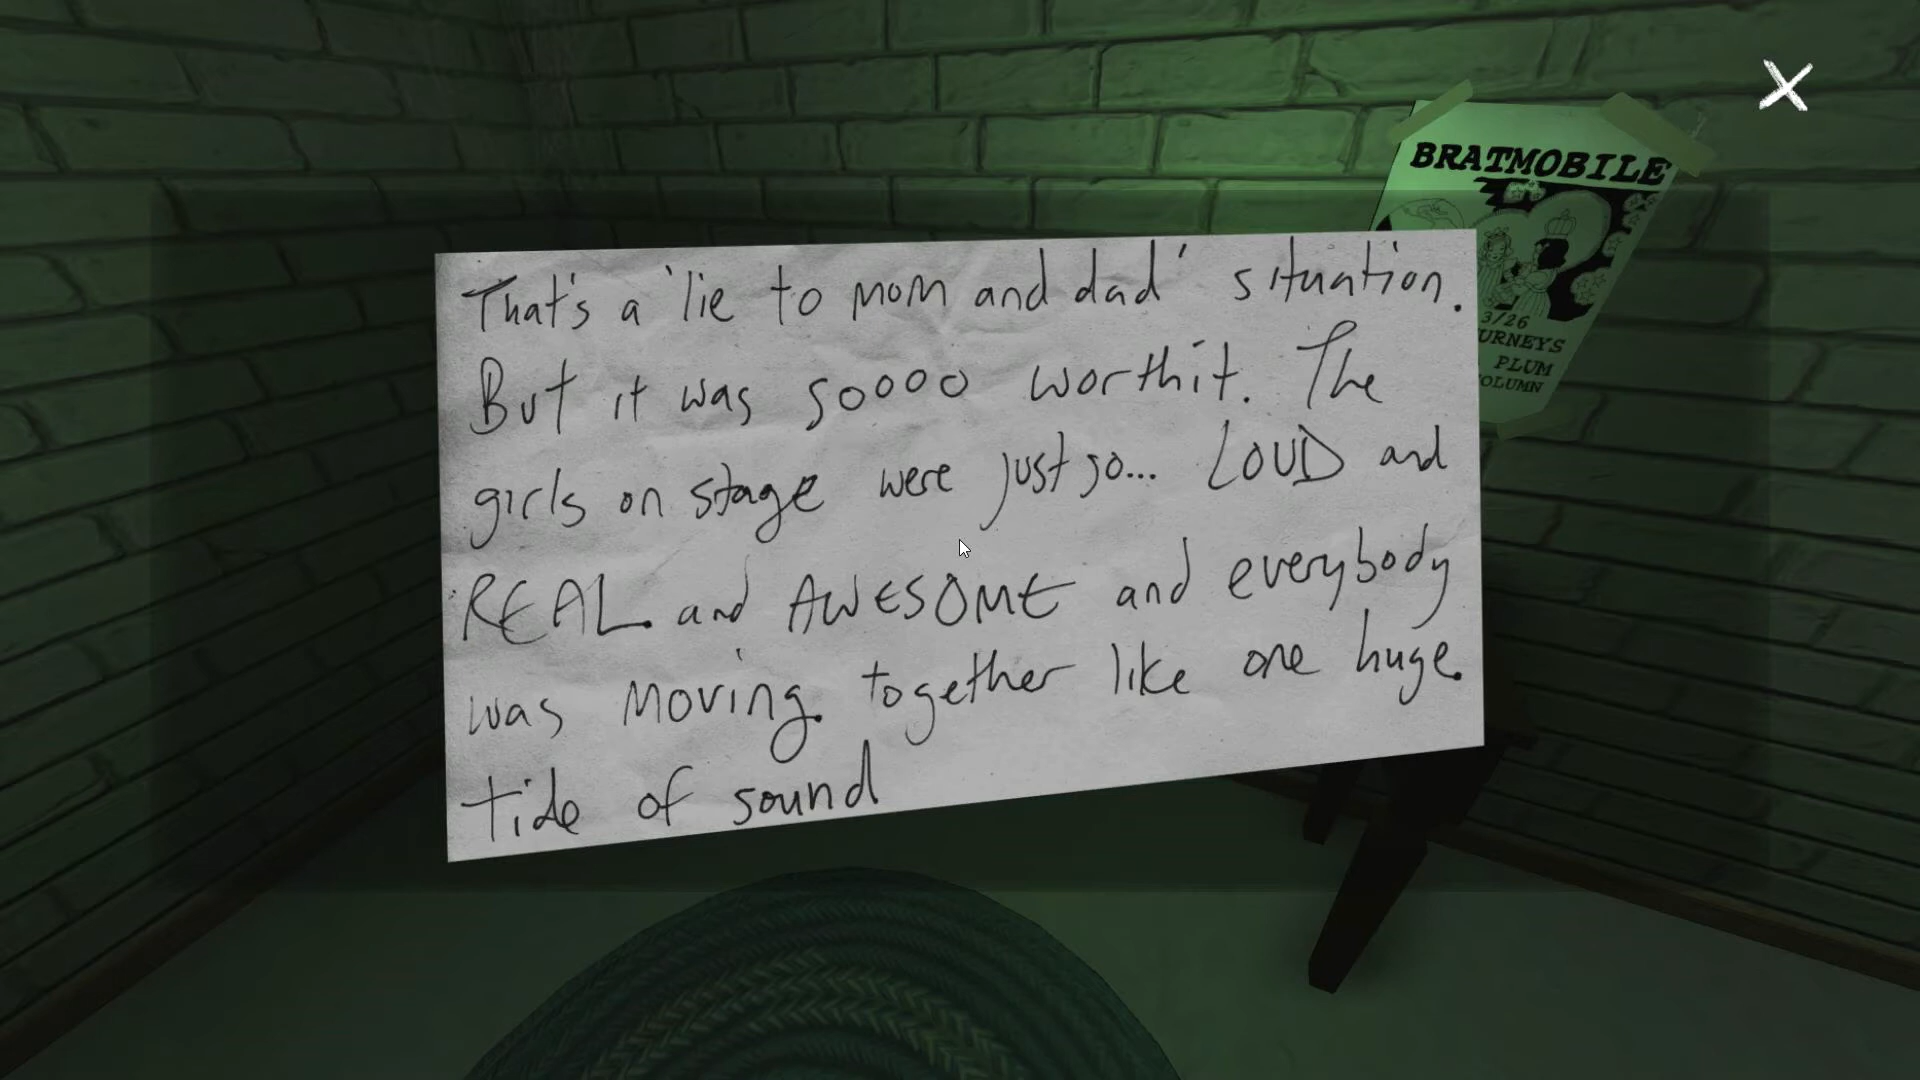 BRATMOBILE
3/26
URNEYS
PLUM
OLUMN
That's a 'lie to mom and dad' situation.
But it was soooo worth it. The
girls on stage were just so... LOUD and
REAL and AWESOME and everybody
was moving together like one huge
tide of sound